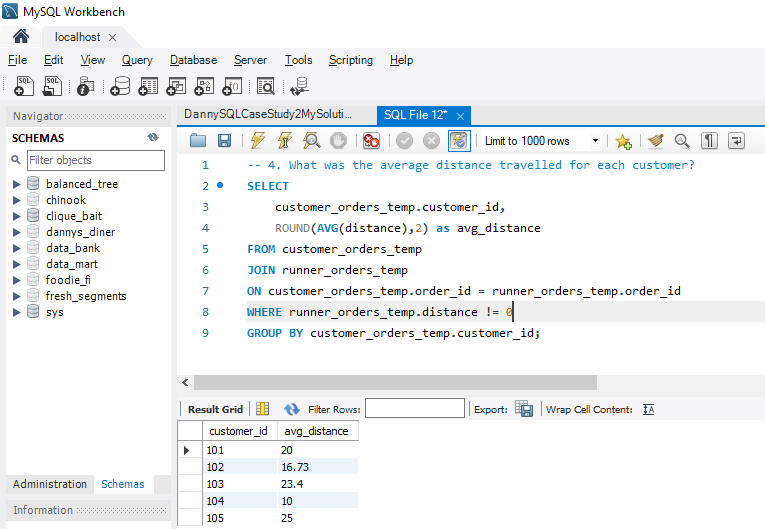 MySQL Workbench
localhost
File Edit View Query Database Server Tools Scripting Help
Navigator
SCHEMAS
Filter objects
balanced_tree
chinook
clique_bait
dannys_diner
data_bank
data_mart
foodie_fi
fresh_segments
sys
Administration Schemas
Information
DannySQLCaseStudy2MySoluti... SQL File 12*
Limit to 1000 rows
1 -- 4. What was the average distance travelled for each customer?
2 SELECT
3 customer_orders_temp.customer_id,
4 ROUND(AVG(distance),2) as avg_distance
5 FROM customer_orders_temp
6 JOIN runner_orders_temp
7 ON customer_orders_temp.order_id = runner_orders_temp.order_id
8 WHERE runner_orders_temp.distance != 0
9 GROUP BY customer_orders_temp.customer_id;
Result Grid Filter Rows: Export: Wrap Cell Content:
customer_id avg_distance
101 20
102 16.73
103 23.4
104 10
105 25